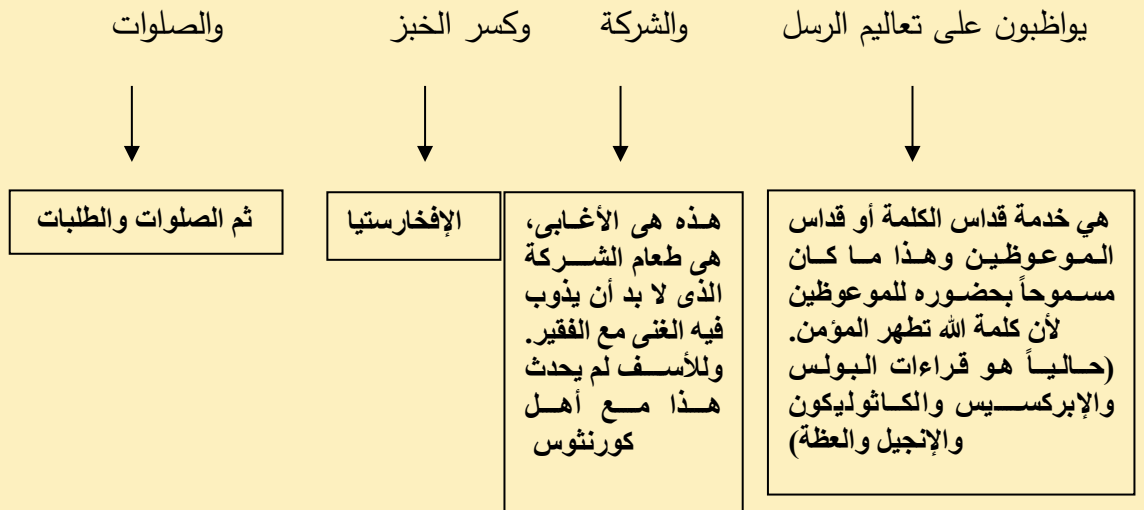 يواظبون على تعاليم الرسل والشركة وكسر الخبز والصلوات
هي خدمة قداس الكلمة أو قداس
الموعوظين وهذا ما كان
مسموحاً بحضوره للموعوظين
لأن كلمة الله تطهر المؤمن.
(حالياً هو قراءات البولس
والإبركسيس والكاثوليكون
والإنجيل والعظة)
هذه هى الأغابى،
هى طعام الشركة
الذى لا بد أن يذوب
فيه الغنى مع الفقير.
وللأسف لم يحدث
هذا مع أهل
كورنثوس
الإفخارستيا
ثم الصلوات والطلبات